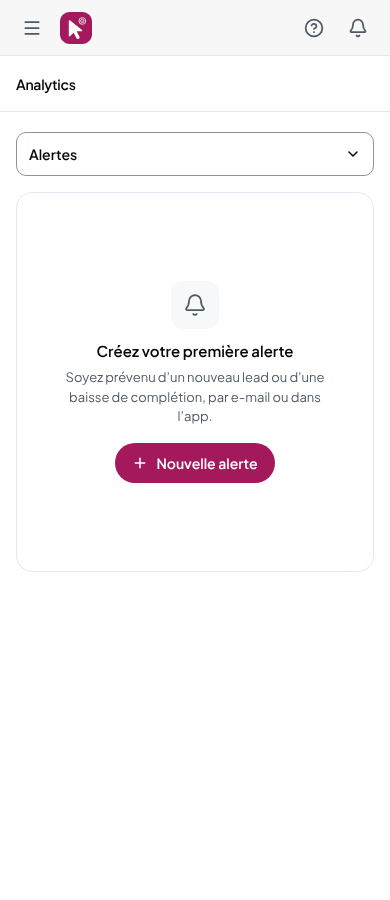 Analytics
Alertes
Créez votre première alerte
Soyez prévenu d'un nouveau lead ou d'une
baisse de complétion, par e-mail ou dans
l'app.
Nouvelle alerte